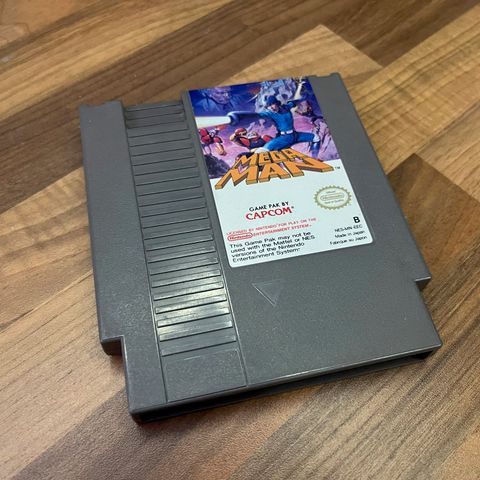 MEGA
MAN™
GAME PAK BY
CAPCOM®
LICENSED BY NINTENDO FOR PLAY ON THE
Nintendo ENTERTAINMENT SYSTEM.
This Game Pak may not be
used with the Mattel or NES
versions of the Nintendo
Entertainment System
Nintendo
B
NES-MN-EEC
Made in Japan
Fabriqué au Japon